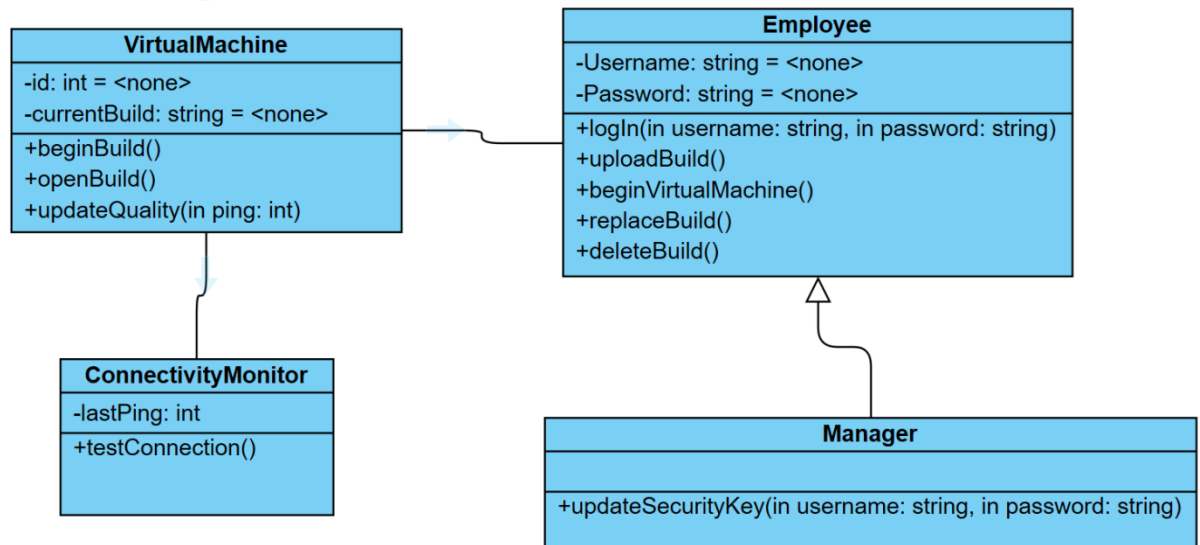 VirtualMachine
-id: int = <none>
-currentBuild: string = <none>
+beginBuild()
+openBuild()
+updateQuality(in ping: int)
Employee
-Username: string = <none>
-Password: string = <none>
+logIn(in username: string, in password: string)
+uploadBuild()
+beginVirtualMachine()
+replaceBuild()
+deleteBuild()
ConnectivityMonitor
-lastPing: int
+testConnection()
Manager
+updateSecurityKey(in username: string, in password: string)